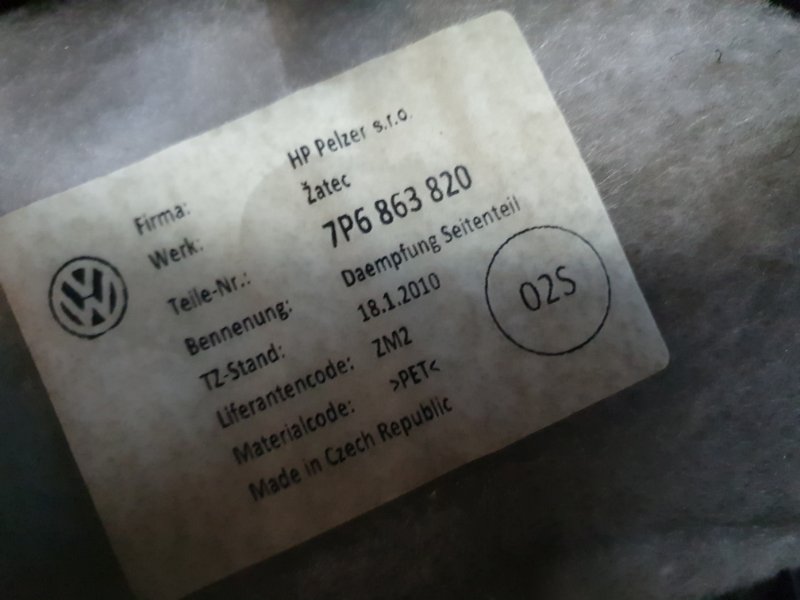 Firma: HP Pelzer s.r.o.
Werk: Žatec
Teile-Nr.: 7P6 863 820
Bennenung: Daempfung Seitenteil
TZ-Stand: 18.1.2010
Liferantencode: ZM2
Materialcode: >PET<
Made in Czech Republic
02S